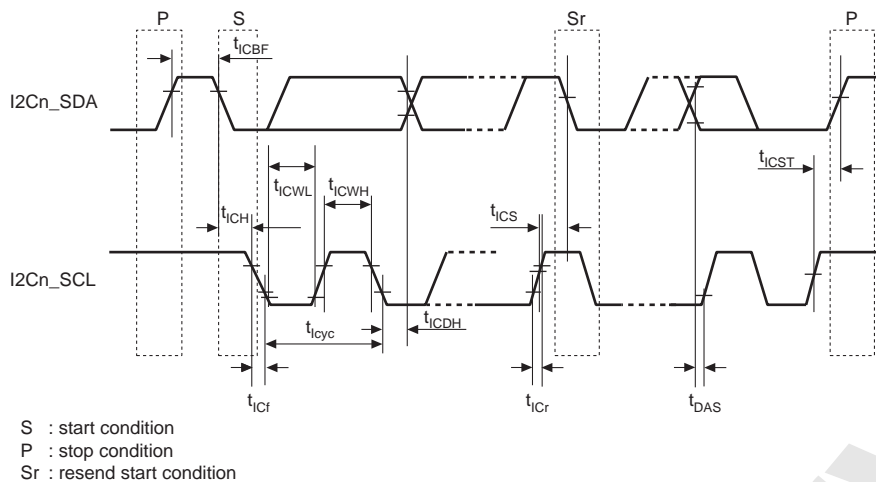 P S Sr P
tICBF
I2Cn_SDA
tICST
tICWL tICWH
tICH tICS
I2Cn_SCL
tIcyc tICDH
tICf tICr tDAS
S : start condition
P : stop condition
Sr : resend start condition